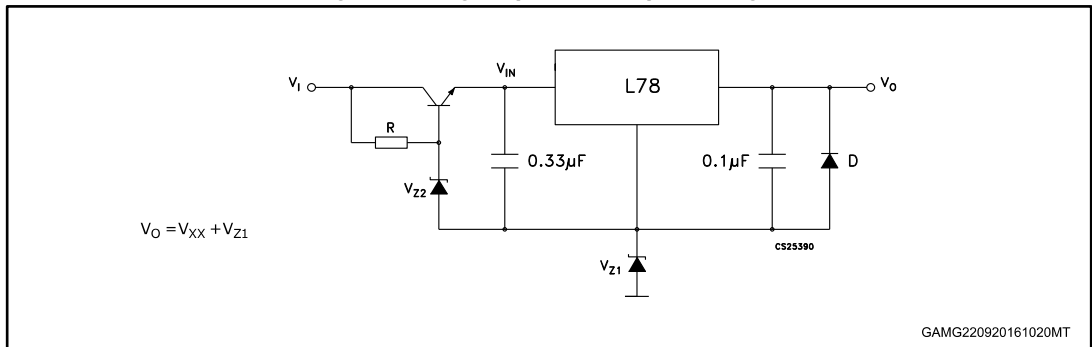 V_IN
V_I
L78
V_O
R
0.33µF
0.1µF
D
V_Z2
V_O = V_XX + V_Z1
CS25390
V_Z1
GAMG220920161020MT